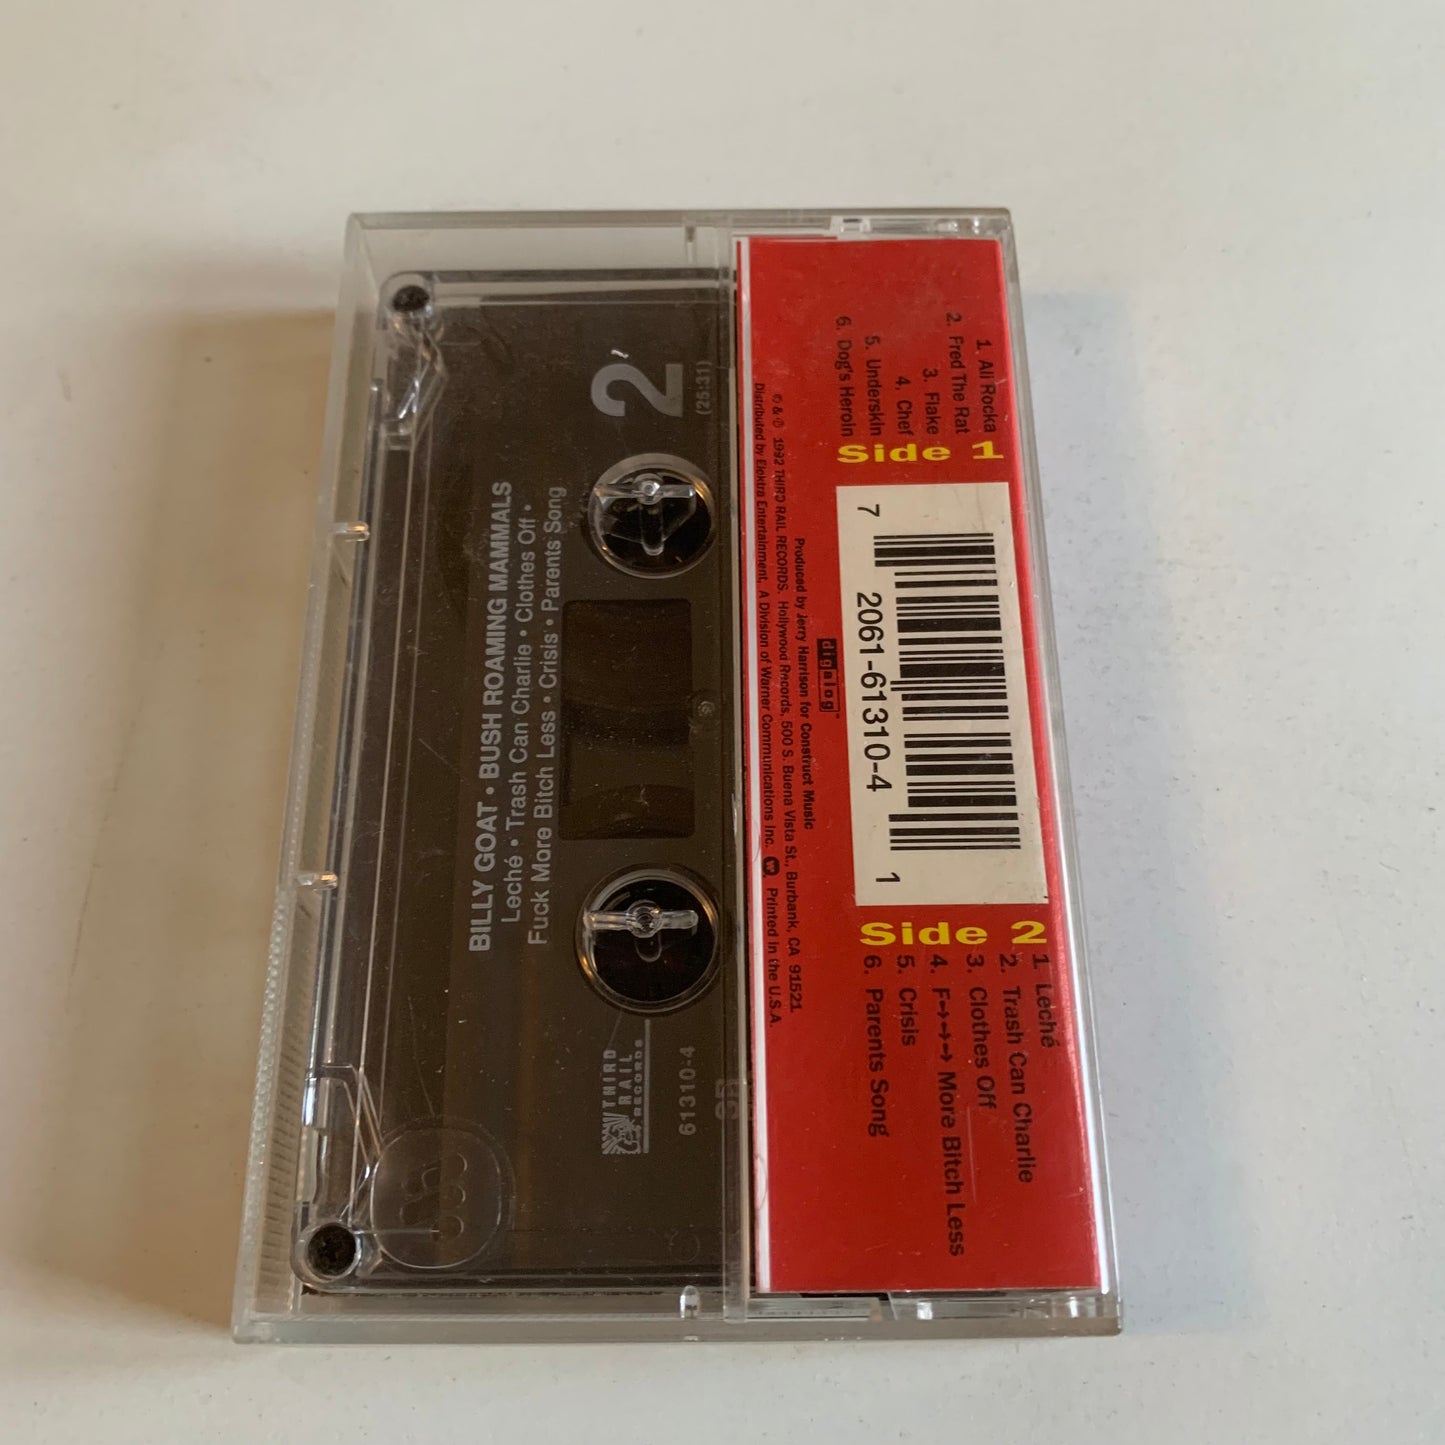 2
(25:31)
BILLY GOAT • BUSH ROAMING MAMMALS
Leché • Trash Can Charlie • Clothes Off •
Fuck More Bitch Less • Crisis • Parents Song
THIRD
RAIL
RECORDS
61310-4
1. Ali Rocka
2. Fred The Rat
3. Flake
4. Chef
5. Underskin
6. Dog's Heroin
Side 1
7 2061-61310-4 1
digalog™
Produced by Jerry Harrison for Construct Music
© & ℗ 1992 THIRD RAIL RECORDS. Hollywood Records, 500 S. Buena Vista St., Burbank, CA 91521
Distributed by Elektra Entertainment, A Division of Warner Communications Inc. Printed in the U.S.A.
Side 2
1 Leché
2. Trash Can Charlie
3. Clothes Off
4. F→→→ More Bitch Less
5. Crisis
6. Parents Song